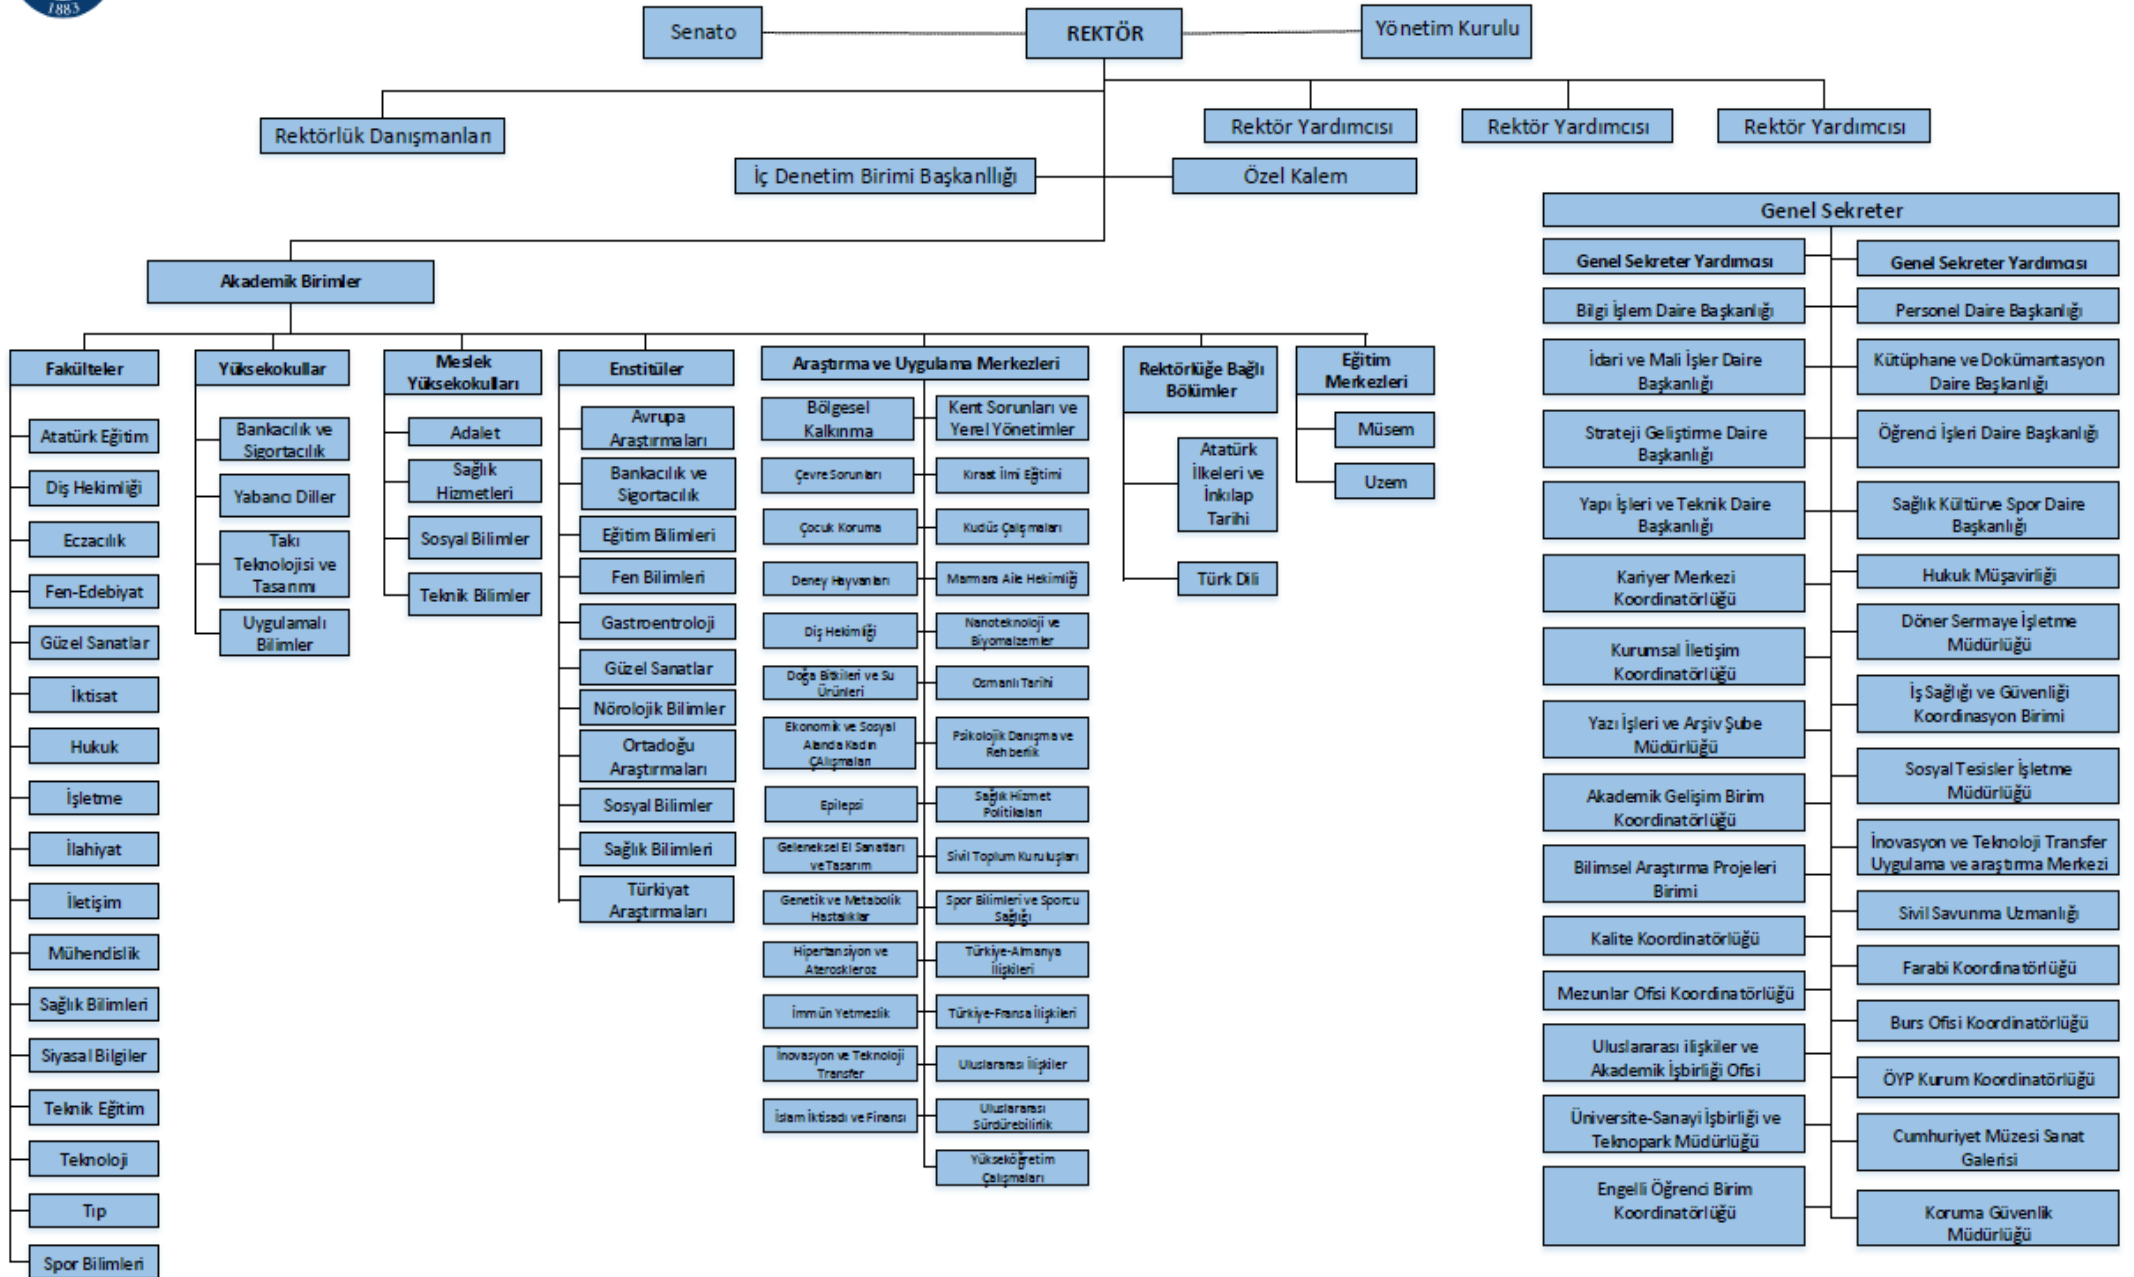 1883
Senato
REKTÖR
Yönetim Kurulu
Rektörlük Danışmanları
Rektör Yardımcısı
Rektör Yardımcısı
Rektör Yardımcısı
İç Denetim Birimi Başkanllığı
Özel Kalem
Akademik Birimler
Fakülteler
Atatürk Eğitim
Diş Hekimliği
Eczacılık
Fen-Edebiyat
Güzel Sanatlar
İktisat
Hukuk
İşletme
İlahiyat
İletişim
Mühendislik
Sağlık Bilimleri
Siyasal Bilgiler
Teknik Eğitim
Teknoloji
Tıp
Spor Bilimleri
Yüksekokullar
Bankacılık ve
Sigortacılık
Yabancı Diller
Takı
Teknolojisi ve
Tasarımı
Uygulamalı
Bilimler
Meslek
Yüksekokulları
Adalet
Sağlık
Hizmetleri
Sosyal Bilimler
Teknik Bilimler
Enstitüler
Avrupa
Araştırmaları
Bankacılık ve
Sigortacılık
Eğitim Bilimleri
Fen Bilimleri
Gastroentroloji
Güzel Sanatlar
Nörolojik Bilimler
Ortadoğu
Araştırmaları
Sosyal Bilimler
Sağlık Bilimleri
Türkiyat
Araştırmaları
Araştırma ve Uygulama Merkezleri
Bölgesel
Kalkınma
Çevre Sorunları
Çocuk Koruma
Deney Hayvanları
Diş Hekimliği
Doğa Bitkileri ve Su
Ürünleri
Ekonomik ve Sosyal
Alanda Kadın
ÇAlışmaları
Epilepsi
Geleneksel El Sanatları
ve Tasarım
Genetik ve Metabolik
Hastalıklar
Hipertansiyon ve
Ateroskleroz
İmmün Yetmezlik
İnovasyon ve Teknoloji
Transfer
İslam İktisadı ve Finansı
Kent Sorunları ve
Yerel Yönetimler
Kıraat İlmi Eğitimi
Kudüs Çalışmaları
Marmara Aile Hekimliği
Nanoteknoloji ve
Biyomalzemler
Osmanlı Tarihi
Psikolojik Danışma ve
Rehberlik
Sağlık Hizmet
Politikaları
Sivil Toplum Kuruluşları
Spor Bilimleri ve Sporcu
Sağlığı
Türkiye-Almanya
İlişkileri
Türkiye-Fransa İlişkileri
Uluslararası İlişkiler
Uluslararası
Sürdürebilirlik
Yükseköğretim
Çalışmaları
Rektörlüğe Bağlı
Bölümler
Atatürk
İlkeleri ve
İnkılap
Tarihi
Türk Dili
Eğitim
Merkezleri
Müsem
Uzem
Genel Sekreter
Genel Sekreter Yardımcısı
Bilgi İşlem Daire Başkanlığı
İdari ve Mali İşler Daire
Başkanlığı
Strateji Geliştirme Daire
Başkanlığı
Yapı İşleri ve Teknik Daire
Başkanlığı
Kariyer Merkezi
Koordinatörlüğü
Kurumsal İletişim
Koordinatörlüğü
Yazı İşleri ve Arşiv Şube
Müdürlüğü
Akademik Gelişim Birim
Koordinatörlüğü
Bilimsel Araştırma Projeleri
Birimi
Kalite Koordinatörlüğü
Mezunlar Ofisi Koordinatörlüğü
Uluslararası ilişkiler ve
Akademik İşbirliği Ofisi
Üniversite-Sanayi İşbirliği ve
Teknopark Müdürlüğü
Engelli Öğrenci Birim
Koordinatörlüğü
Genel Sekreter Yardımcısı
Personel Daire Başkanlığı
Kütüphane ve Dokümantasyon
Daire Başkanlığı
Öğrenci İşleri Daire Başkanlığı
Sağlık Kültürve Spor Daire
Başkanlığı
Hukuk Müşavirliği
Döner Sermaye İşletme
Müdürlüğü
İş Sağlığı ve Güvenliği
Koordinasyon Birimi
Sosyal Tesisler İşletme
Müdürlüğü
İnovasyon ve Teknoloji Transfer
Uygulama ve araştırma Merkezi
Sivil Savunma Uzmanlığı
Farabi Koordinatörlüğü
Burs Ofisi Koordinatörlüğü
ÖYP Kurum Koordinatörlüğü
Cumhuriyet Müzesi Sanat
Galerisi
Koruma Güvenlik
Müdürlüğü